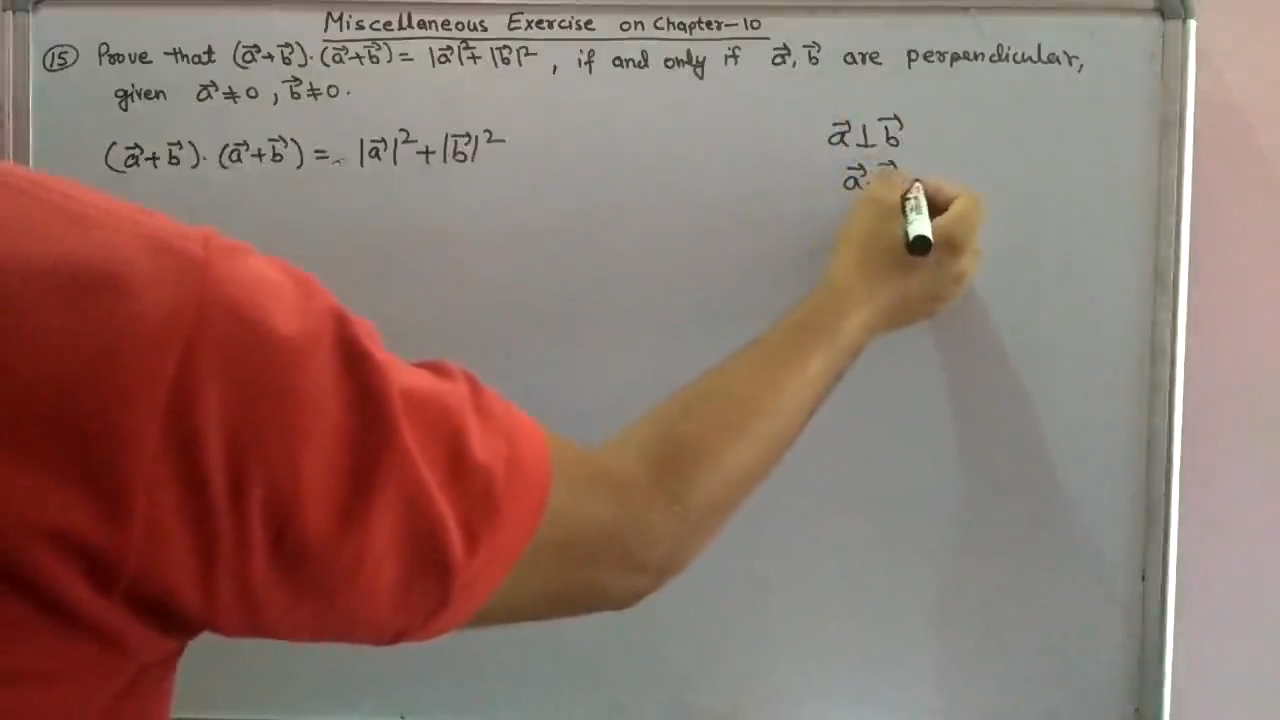 Miscellaneous Exercise on Chapter-10
⑮ Prove that (a⃗+b⃗)·(a⃗+b⃗)= |a⃗|²+|b⃗|², if and only if a⃗, b⃗ are perpendicular,
given a⃗≠0, b⃗≠0.
(a⃗+b⃗)·(a⃗+b⃗)= |a⃗|²+|b⃗|²
a⃗⊥b⃗
a⃗·